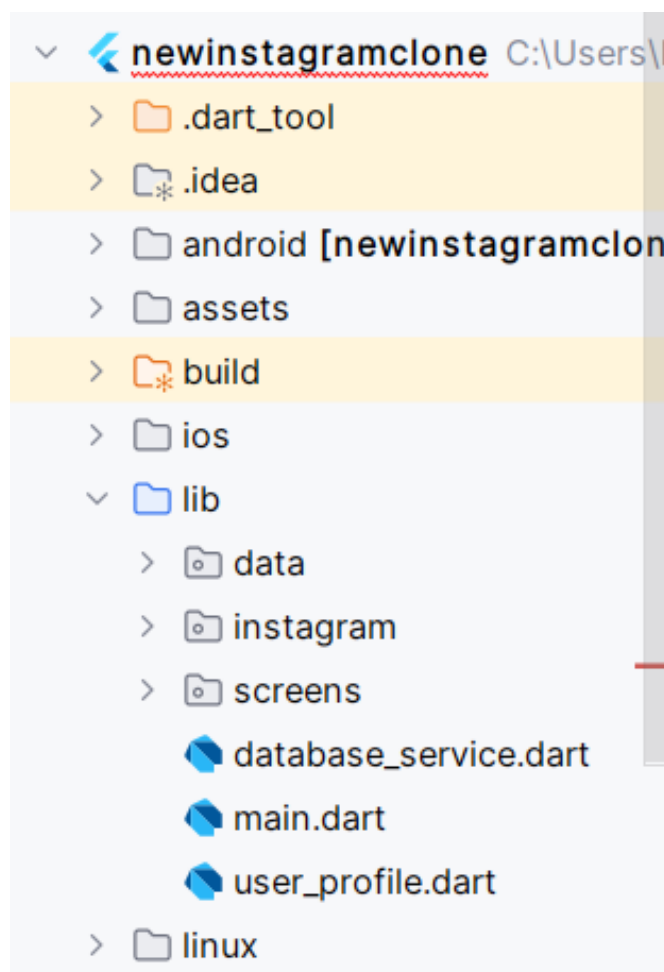 newinstagramclone C:\Users\
.dart_tool
.idea
android [newinstagramclon
assets
build
ios
lib
data
instagram
screens
database_service.dart
main.dart
user_profile.dart
linux